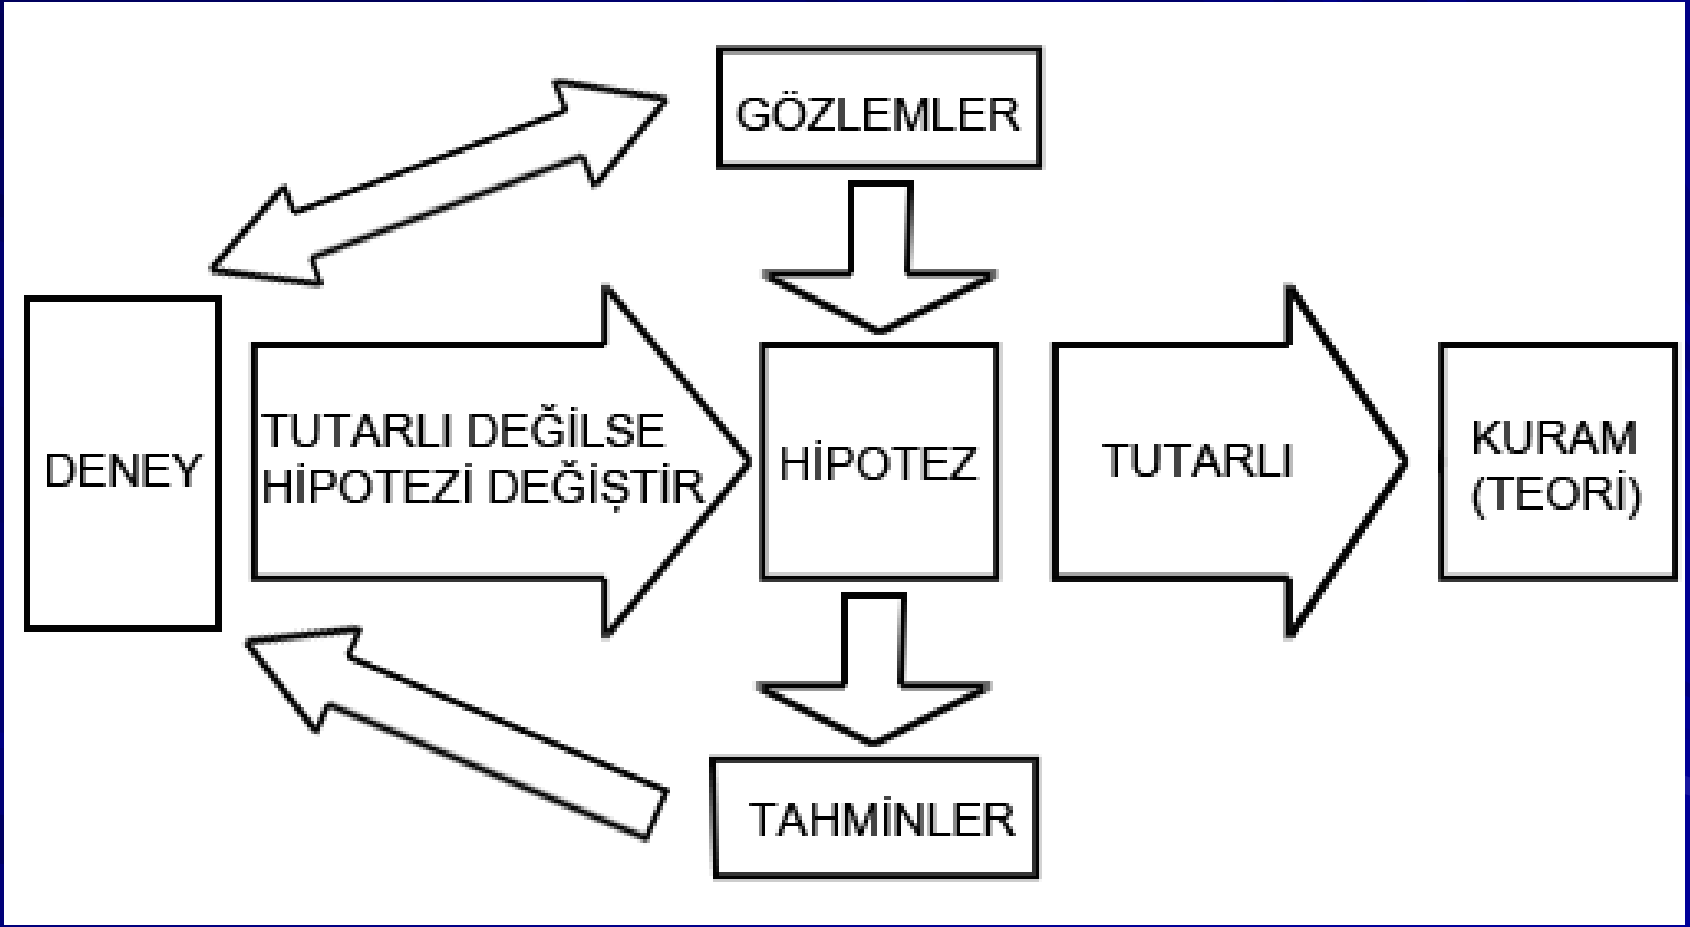 GÖZLEMLER
DENEY
TUTARLI DEĞİLSE
HİPOTEZİ DEĞİŞTİR
HİPOTEZ
TUTARLI
KURAM
(TEORİ)
TAHMİNLER